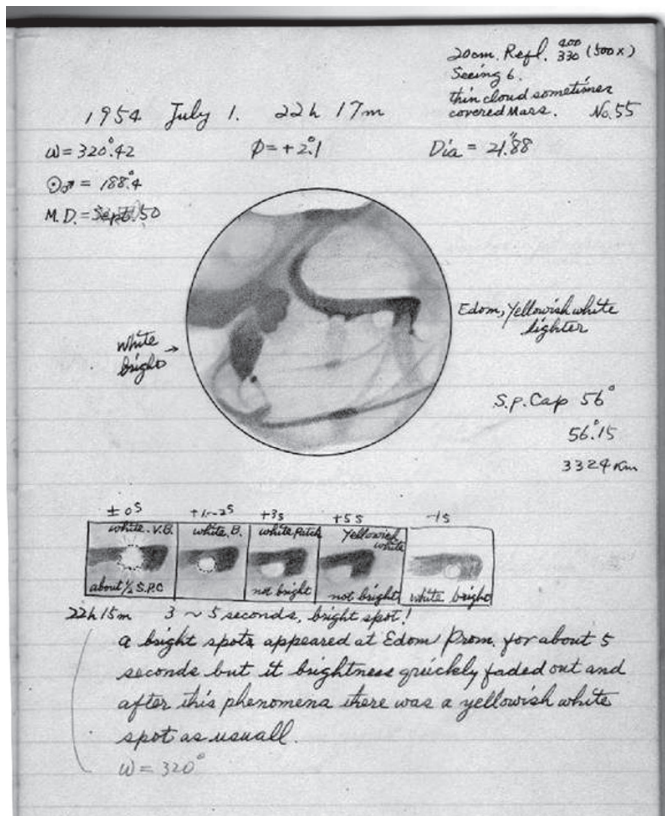 20cm. Refl. 400 330 (500x)
Seeing 6.
thin cloud sometimes
covered Mars. No.55
1954 July 1. 22h 17m
ω = 320°.42 φ = +2°.1 Dia = 21".88
☉♂ = 188°.4
M.D. = 50
Edom, Yellowish white
lighter
White
bright →
S.P. Cap 56°
56°.15
3324 Km
±0s +1~2s +3s +5s -1s
white. V.B. white, B. white Patch Yellowish
white
about ½ S.P.C not bright not bright white bright
22h 15m 3 ~ 5 seconds, bright spot!
a bright spots appeared at Edom Prom. for about 5
seconds but it brightness quickly faded out and
after this phenomena there was a yellowish white
spot as usuall.
ω = 320°